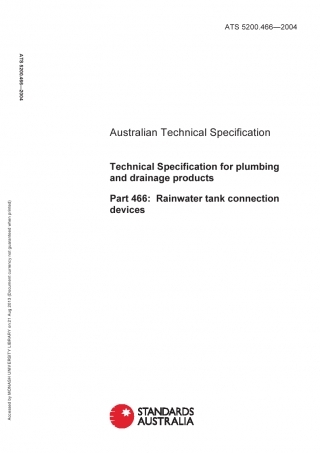 ATS 5200.466—2004
ATS 5200.466—2004
Australian Technical Specification
Technical Specification for plumbing
and drainage products
Part 466: Rainwater tank connection
devices
Accessed by MONASH UNIVERSITY LIBRARY on 21 Aug 2010 (Document currency not guaranteed when printed)
STANDARDS
AUSTRALIA